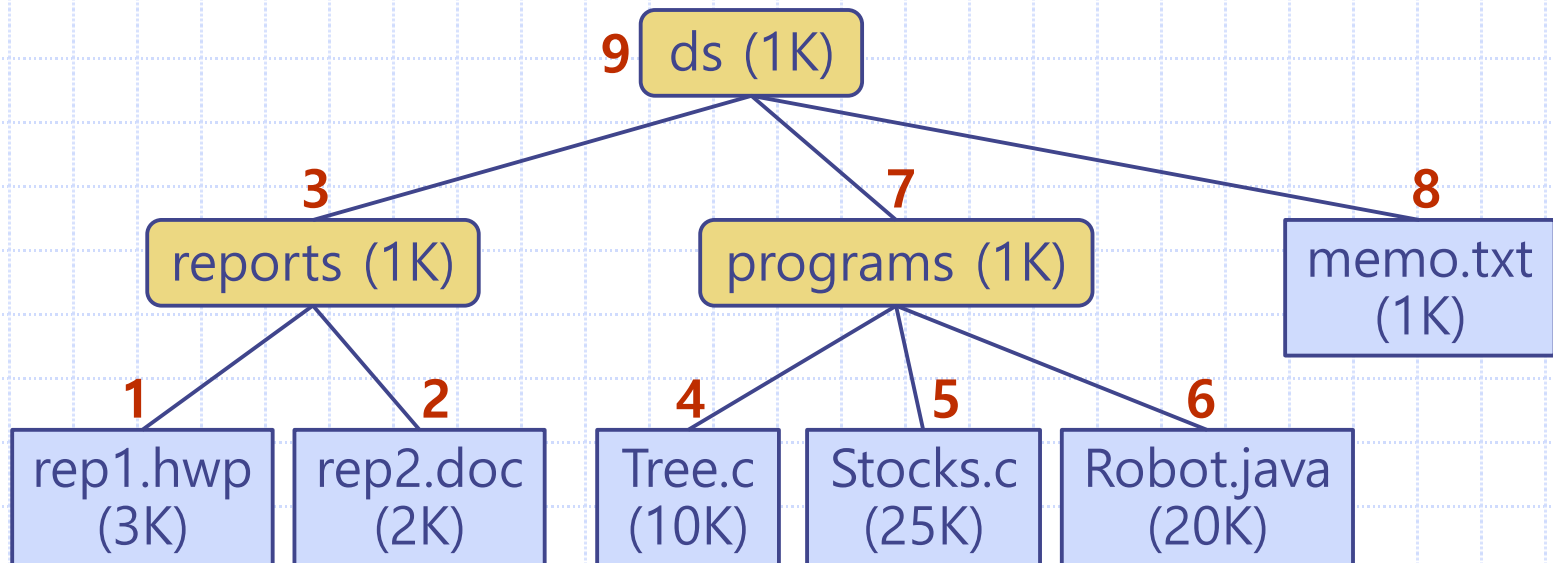 9 ds (1K)
3 7 8
reports (1K) programs (1K) memo.txt
(1K)
1 2 4 5 6
rep1.hwp rep2.doc Tree.c Stocks.c Robot.java
(3K) (2K) (10K) (25K) (20K)